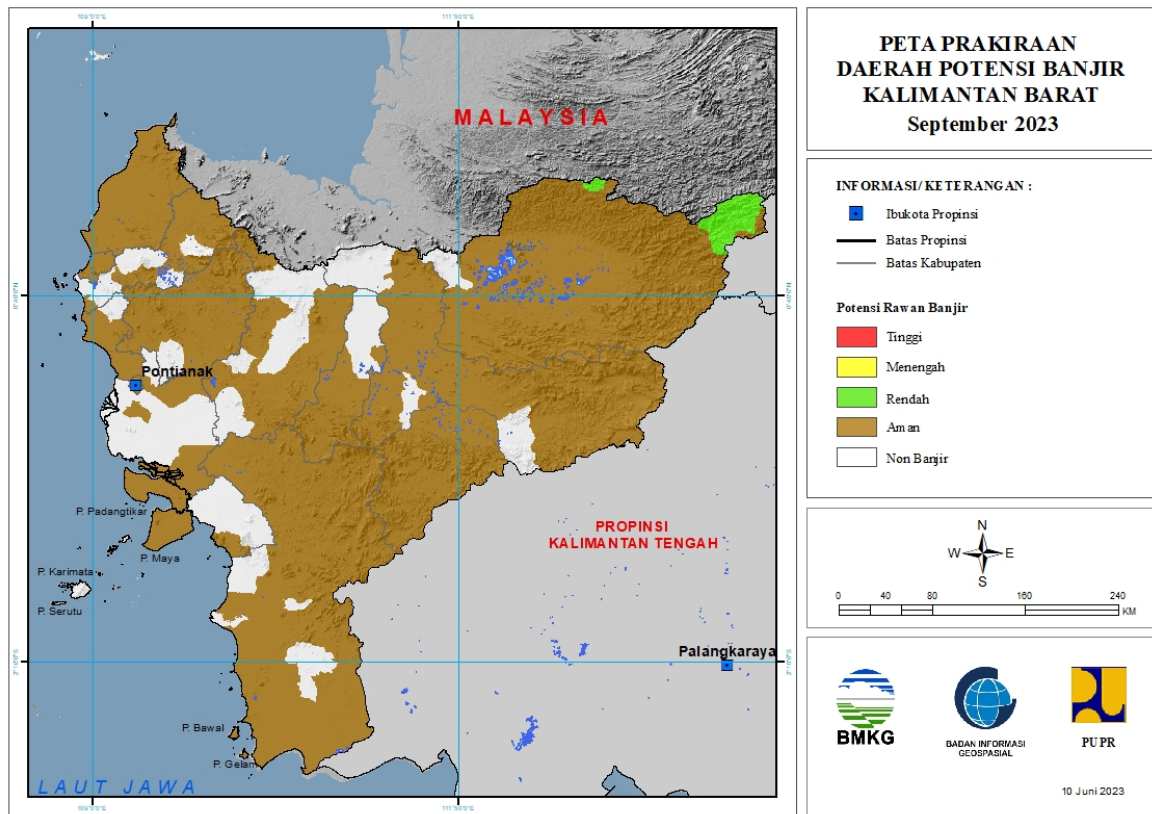 PETA PRAKIRAAN
DAERAH POTENSI BANJIR
KALIMANTAN BARAT
September 2023
INFORMASI/KETERANGAN :
Ibukota Propinsi
Batas Propinsi
Batas Kabupaten
Potensi Rawan Banjir
Tinggi
Menengah
Rendah
Aman
Non Banjir
N
W E
S
0 40 80 160 240
KM
BMKG
BADAN INFORMASI
GEOSPASIAL
PUPR
10 Juni 2023
MALAYSIA
Pontianak
P. Padangtikar
P. Maya
P. Karimata
P. Serutu
PROPINSI
KALIMANTAN TENGAH
Palangkaraya
P. Bawal
P. Gelam
LAUT JAWA